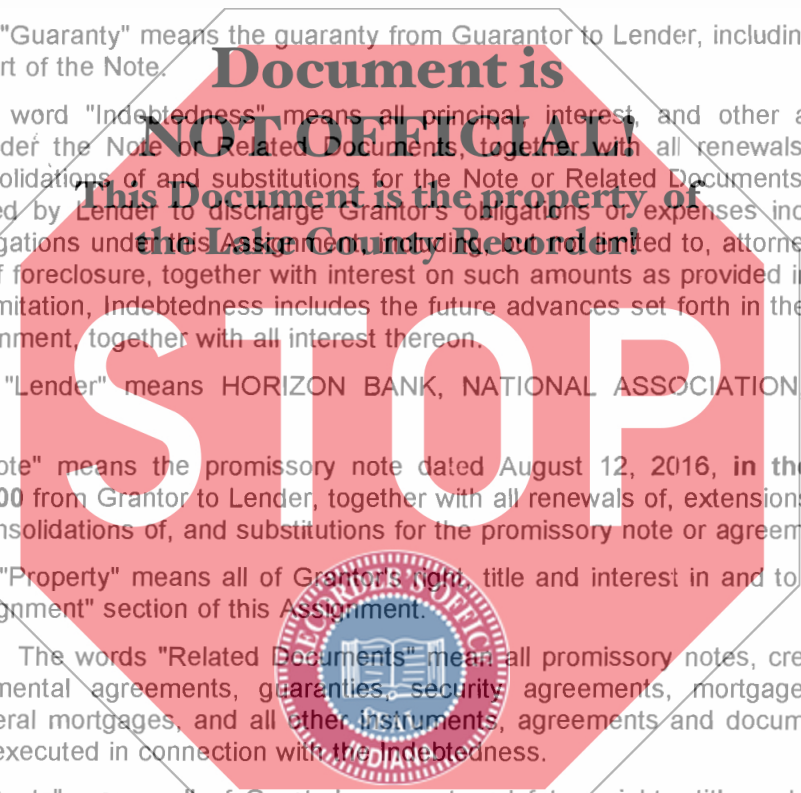 "Guaranty" means the guaranty from Guarantor to Lender, includin
rt of the Note.
Document is
word "Indebtedness" means all principal, interest, and other a
NOT OFFICIAL!
der the Note or Related Documents, together with all renewals
olidations of and substitutions for the Note or Related Documents
This Document is the property of
ed by Lender to discharge Grantor's obligations or expenses inc
the Lake County Recorder!
gations under this Assignment, including, but not limited to, attorne
f foreclosure, together with interest on such amounts as provided i
mitation, Indebtedness includes the future advances set forth in the
nment, together with all interest thereon.
STOP
"Lender" means HORIZON BANK, NATIONAL ASSOCIATION
ote" means the promissory note dated August 12, 2016, in the
00 from Grantor to Lender, together with all renewals of, extensions
nsolidations of, and substitutions for the promissory note or agreem
"Property" means all of Grantor's right, title and interest in and to
gnment" section of this Assignment.
RECORDER'S OFFICE
The words "Related Documents" mean all promissory notes, cre
mental agreements, guaranties, security agreements, mortgage
eral mortgages, and all other instruments, agreements and docum
SEAL
executed in connection with the Indebtedness.
INDIANA